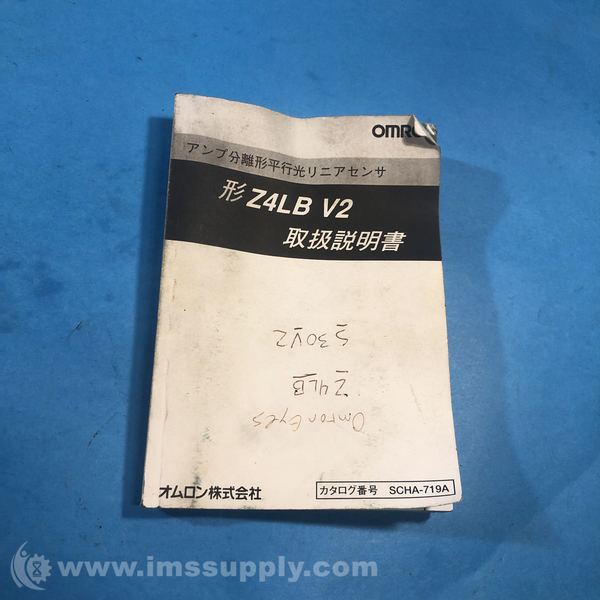 OMRO
アンプ分離形平行光リニアセンサ
形 Z4LB V2
取扱説明書
Omron Eyes
Z4LB
S30V2
オムロン株式会社
カタログ番号 SCHA-719A
www.imssupply.com